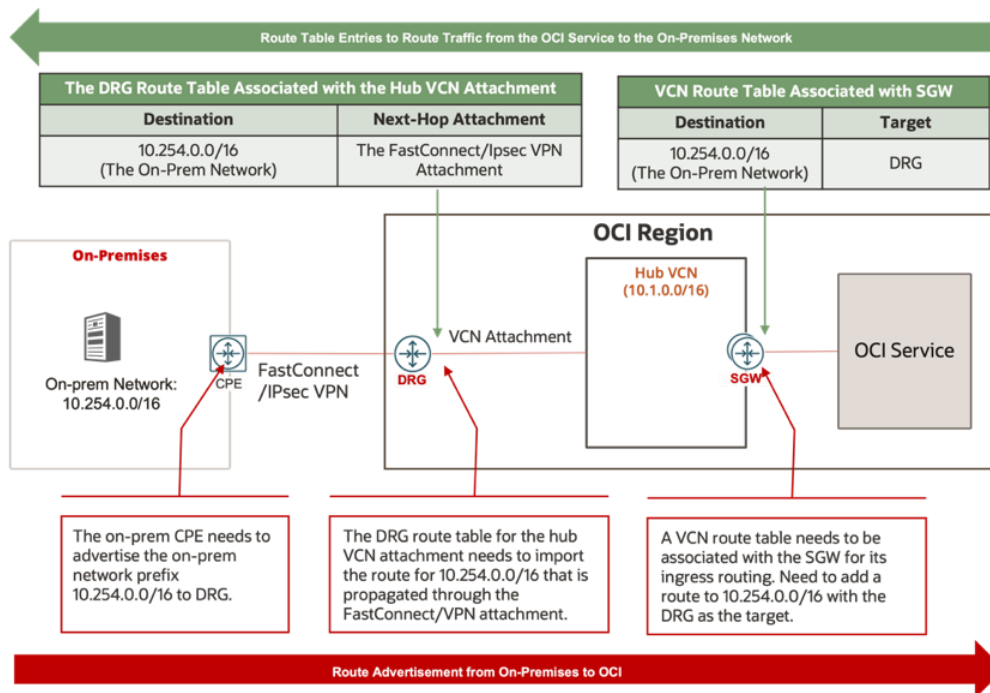 Route Table Entries to Route Traffic from the OCI Service to the On-Premises Network
The DRG Route Table Associated with the Hub VCN Attachment
Destination
Next-Hop Attachment
10.254.0.0/16
(The On-Prem Network)
The FastConnect/Ipsec VPN
Attachment
VCN Route Table Associated with SGW
Destination
Target
10.254.0.0/16
(The On-Prem Network)
DRG
OCI Region
On-Premises
Hub VCN
(10.1.0.0/16)
VCN Attachment
OCI Service
On-prem Network:
10.254.0.0/16
CPE
FastConnect
/IPsec VPN
DRG
SGW
The on-prem CPE needs to
advertise the on-prem
network prefix
10.254.0.0/16 to DRG.
The DRG route table for the hub
VCN attachment needs to import
the route for 10.254.0.0/16 that is
propagated through the
FastConnect/VPN attachment.
A VCN route table needs to be
associated with the SGW for its
ingress routing. Need to add a
route to 10.254.0.0/16 with the
DRG as the target.
Route Advertisement from On-Premises to OCI